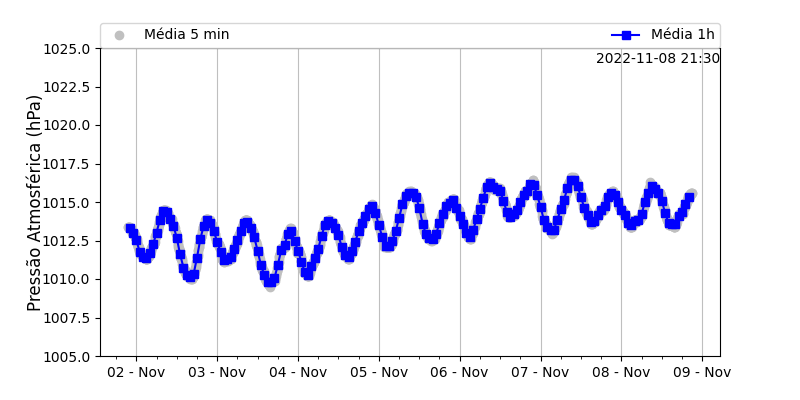 Média 5 min
Média 1h
2022-11-08 21:30
Pressão Atmosférica (hPa)
1025.0
1022.5
1020.0
1017.5
1015.0
1012.5
1010.0
1007.5
1005.0
02 - Nov
03 - Nov
04 - Nov
05 - Nov
06 - Nov
07 - Nov
08 - Nov
09 - Nov